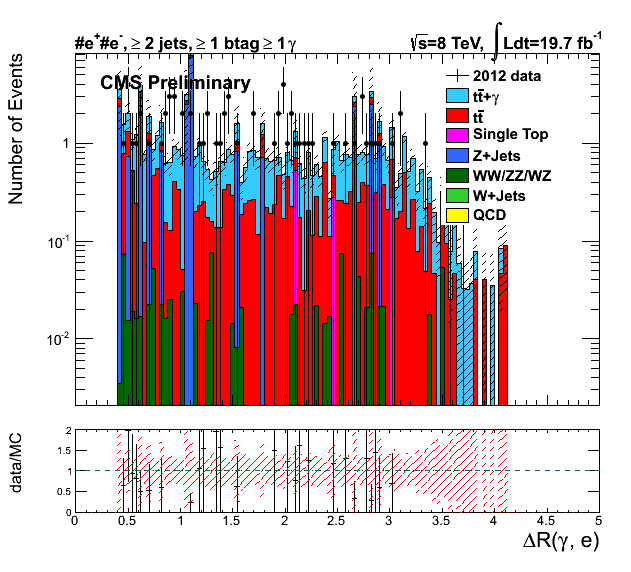 #e⁺#e⁻, ≥ 2 jets, ≥ 1 btag ≥ 1 γ
√s=8 TeV, ∫ Ldt=19.7 fb⁻¹
CMS Preliminary
2012 data
tt̄+γ
tt̄
Single Top
Z+Jets
WW/ZZ/WZ
W+Jets
QCD
Number of Events
1
10⁻¹
10⁻²
data/MC
2
1.5
1
0.5
0
0 0.5 1 1.5 2 2.5 3 3.5 4 4.5 5
ΔR(γ, e)